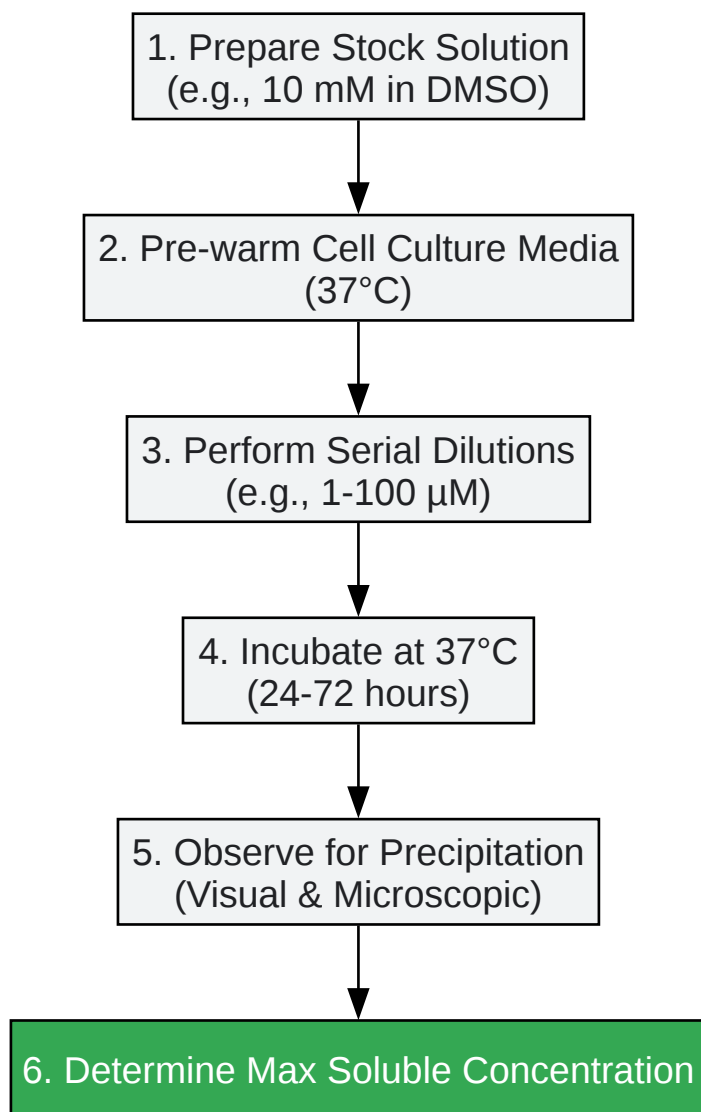 1. Prepare Stock Solution
(e.g., 10 mM in DMSO)
2. Pre-warm Cell Culture Media
(37°C)
3. Perform Serial Dilutions
(e.g., 1-100 µM)
4. Incubate at 37°C
(24-72 hours)
5. Observe for Precipitation
(Visual & Microscopic)
6. Determine Max Soluble Concentration